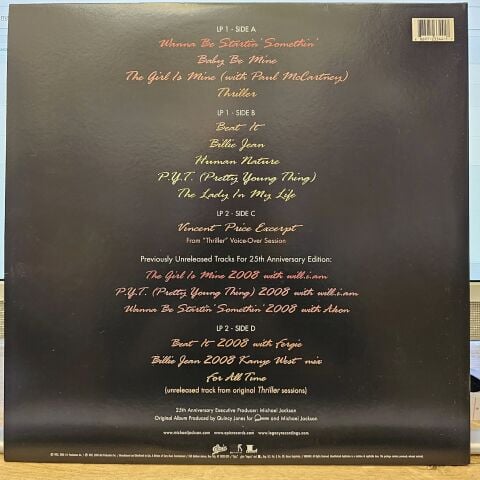 LP 1 - SIDE A
Wanna Be Startin' Somethin'
Baby Be Mine
The Girl Is Mine (with Paul McCartney)
Thriller
LP 1 - SIDE B
Beat It
Billie Jean
Human Nature
P.Y.T. (Pretty Young Thing)
The Lady In My Life
LP 2 - SIDE C
Vincent Price Excerpt
From "Thriller" Voice-Over Session
Previously Unreleased Tracks For 25th Anniversary Edition:
The Girl Is Mine 2008 with will.i.am
P.Y.T. (Pretty Young Thing) 2008 with will.i.am
Wanna Be Startin' Somethin' 2008 with Akon
LP 2 - SIDE D
Beat It 2008 with Fergie
Billie Jean 2008 Kanye West mix
For All Time
(unreleased track from original Thriller sessions)
25th Anniversary Executive Producer: Michael Jackson
Original Album Produced by Quincy Jones for and Michael Jackson
www.michaeljackson.com www.epicrecords.com www.legacyrecordings.com
Epic